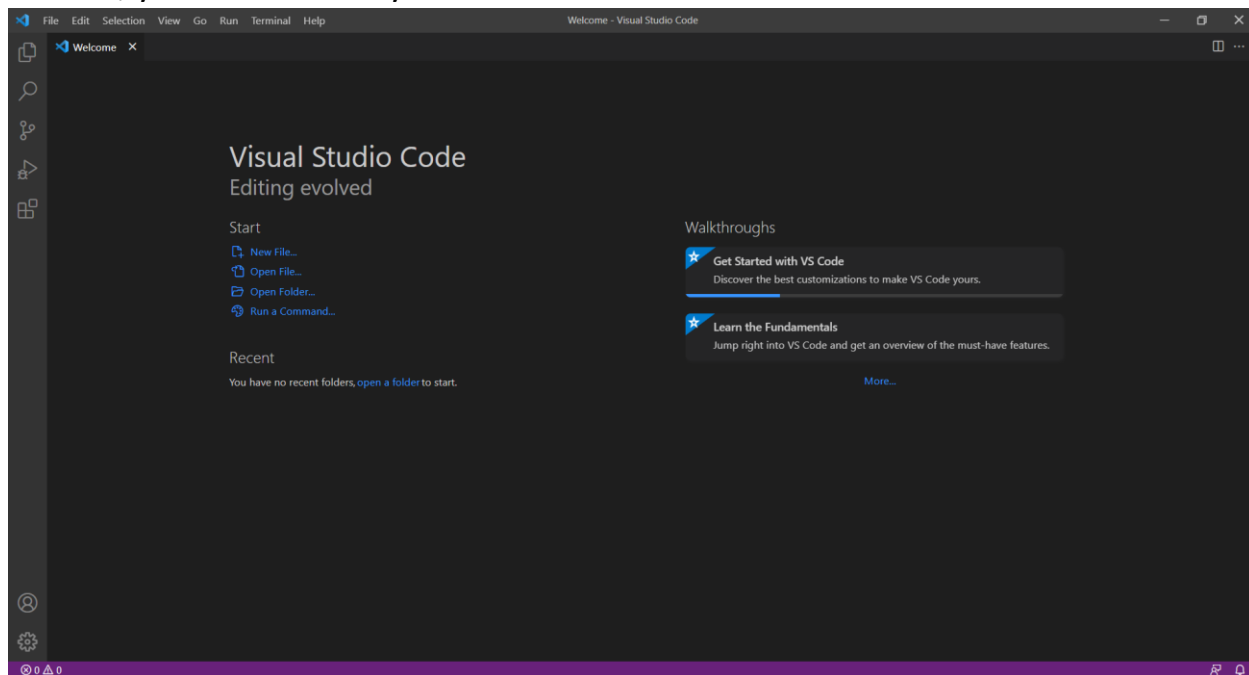 File Edit Selection View Go Run Terminal Help
Welcome - Visual Studio Code
Welcome
Visual Studio Code
Editing evolved
Start
New File...
Open File...
Open Folder...
Run a Command...
Recent
You have no recent folders, open a folder to start.
Walkthroughs
Get Started with VS Code
Discover the best customizations to make VS Code yours.
Learn the Fundamentals
Jump right into VS Code and get an overview of the must-have features.
More...
0 0